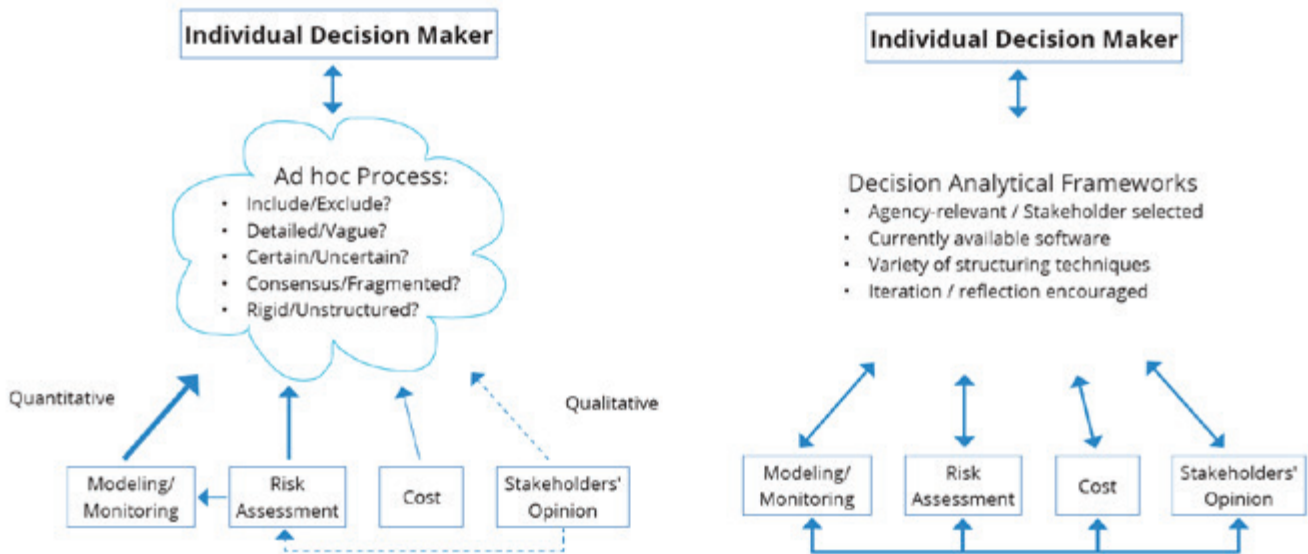 Individual Decision Maker
Ad hoc Process:
• Include/Exclude?
• Detailed/Vague?
• Certain/Uncertain?
• Consensus/Fragmented?
• Rigid/Unstructured?
Quantitative
Qualitative
Modeling/
Monitoring
Risk
Assessment
Cost
Stakeholders'
Opinion
Individual Decision Maker
Decision Analytical Frameworks
• Agency-relevant / Stakeholder selected
• Currently available software
• Variety of structuring techniques
• Iteration / reflection encouraged
Modeling/
Monitoring
Risk
Assessment
Cost
Stakeholders'
Opinion